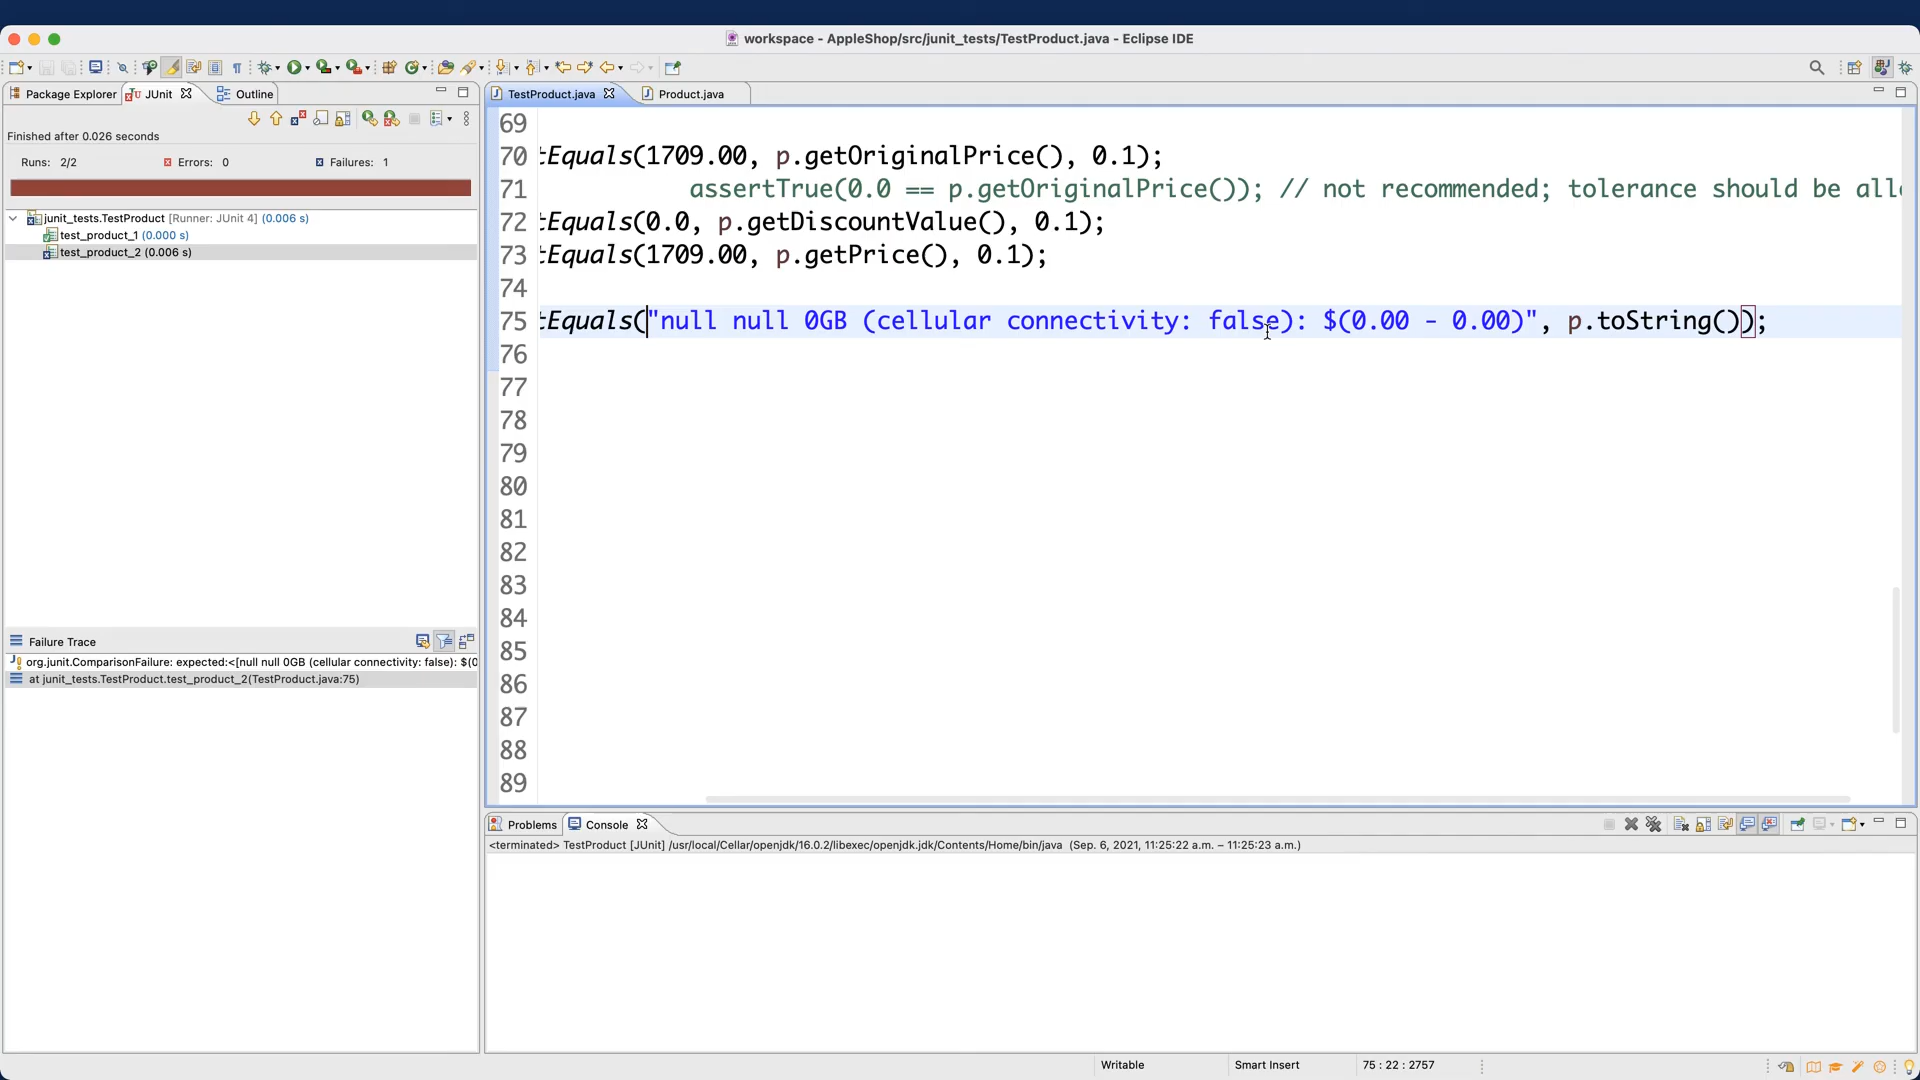 workspace - AppleShop/src/junit_tests/TestProduct.java - Eclipse IDE
Package Explorer
JUnit
Outline
TestProduct.java
Product.java
Finished after 0.026 seconds
Runs: 2/2
Errors: 0
Failures: 1
junit_tests.TestProduct [Runner: JUnit 4] (0.006 s)
test_product_1 (0.000 s)
test_product_2 (0.006 s)
69
70 tEquals(1709.00, p.getOriginalPrice(), 0.1);
71 assertTrue(0.0 == p.getOriginalPrice()); // not recommended; tolerance should be all
72 tEquals(0.0, p.getDiscountValue(), 0.1);
73 tEquals(1709.00, p.getPrice(), 0.1);
74
75 tEquals("null null 0GB (cellular connectivity: false): $(0.00 - 0.00)", p.toString());
76
77
78
79
80
81
82
83
84
85
86
87
88
89
Failure Trace
org.junit.ComparisonFailure: expected:<[null null 0GB (cellular connectivity: false): $(0
at junit_tests.TestProduct.test_product_2(TestProduct.java:75)
Problems
Console
<terminated> TestProduct [JUnit] /usr/local/Cellar/openjdk/16.0.2/libexec/openjdk.jdk/Contents/Home/bin/java (Sep. 6, 2021, 11:25:22 a.m. – 11:25:23 a.m.)
Writable
Smart Insert
75 : 22 : 2757